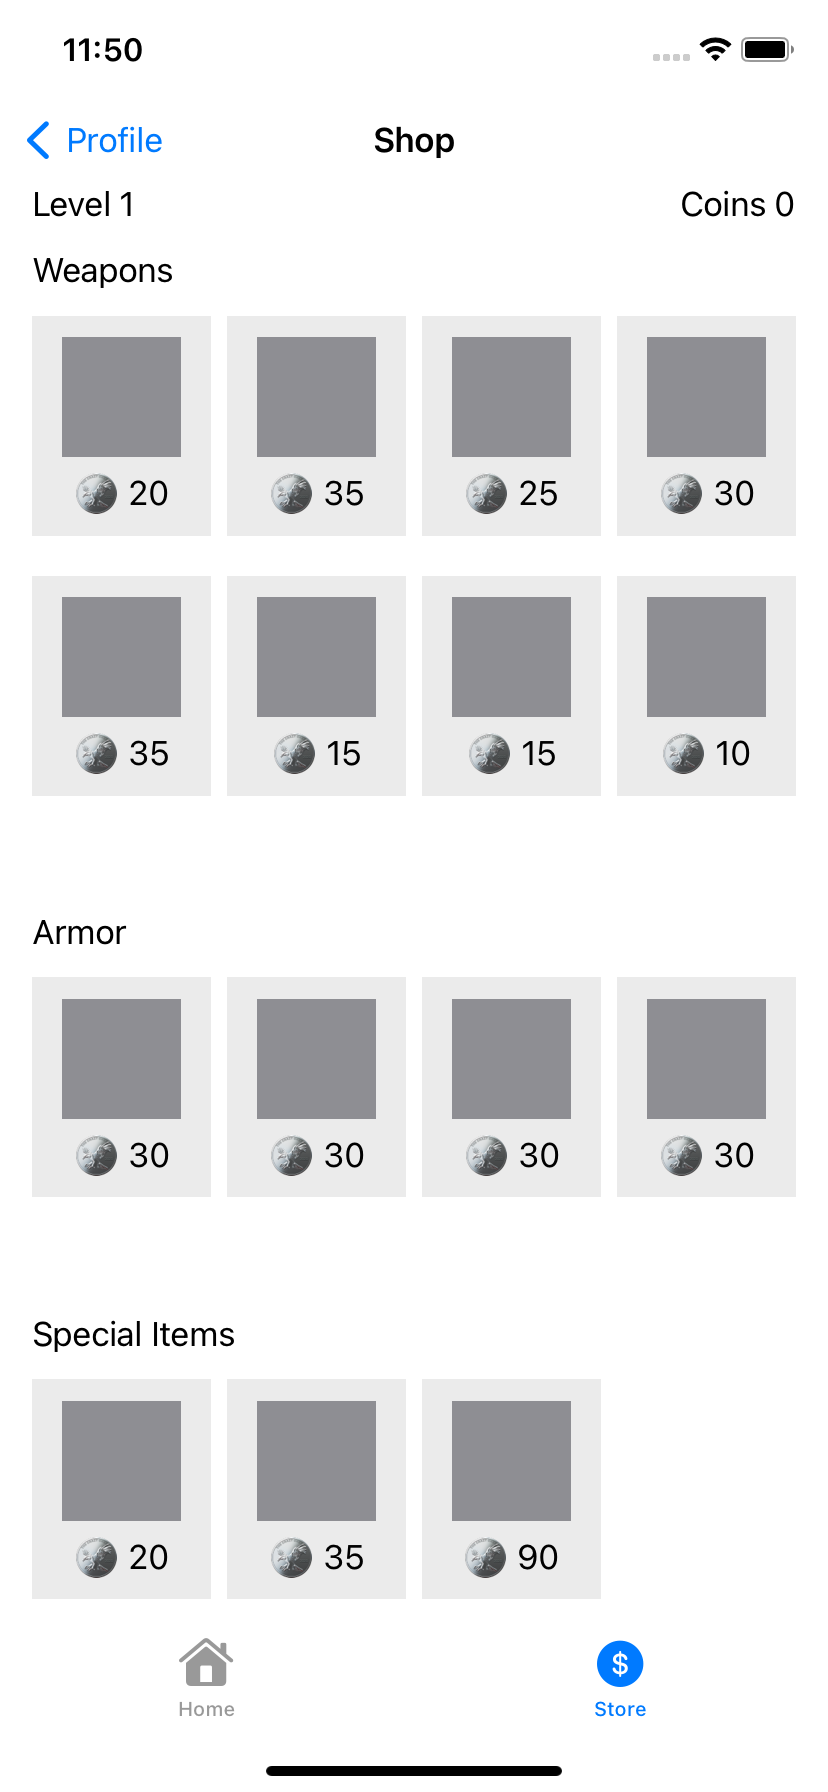 11:50
Profile
Shop
Level 1
Coins 0
Weapons
20 35 25 30
35 15 15 10
Armor
30 30 30 30
Special Items
20 35 90
$
Home
Store